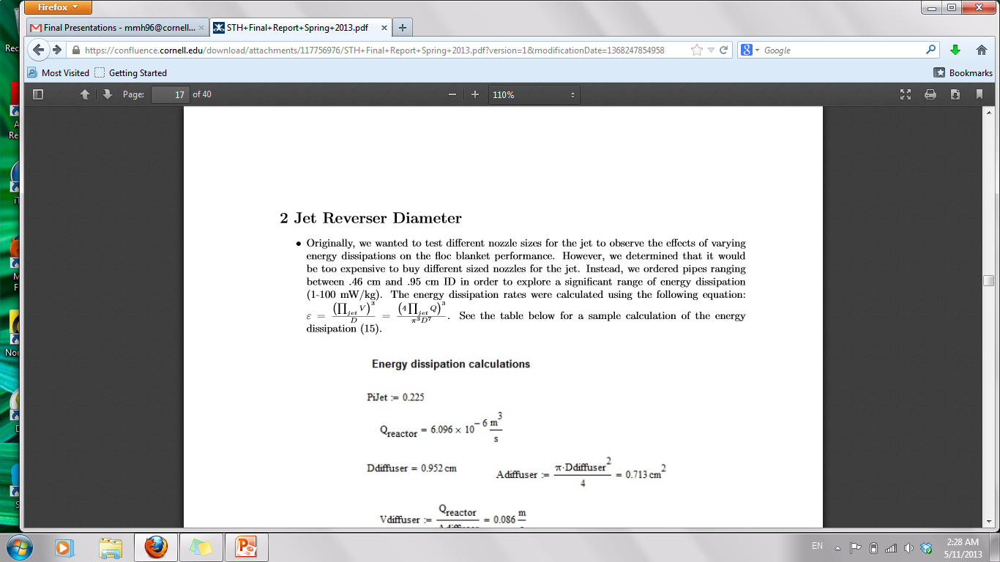 Firefox
Final Presentations - mmh96@cornell...
STH+Final+Report+Spring+2013.pdf
https://confluence.cornell.edu/download/attachments/117756976/STH+Final+Report+Spring+2013.pdf?version=1&modificationDate=1368247854958
Google
Most Visited
Getting Started
Bookmarks
Page: 17 of 40
110%
2 Jet Reverser Diameter
• Originally, we wanted to test different nozzle sizes for the jet to observe the effects of varying
energy dissipations on the floc blanket performance. However, we determined that it would
be too expensive to buy different sized nozzles for the jet. Instead, we ordered pipes ranging
between .46 cm and .95 cm ID in order to explore a significant range of energy dissipation
(1-100 mW/kg). The energy dissipation rates were calculated using the following equation:
ε = (∏jet V)³/D = (4∏jet Q)³/π³D⁷. See the table below for a sample calculation of the energy
dissipation (15).
Energy dissipation calculations
PiJet := 0.225
Qreactor = 6.096 × 10⁻⁶ m³/s
Ddiffuser = 0.952 cm
Adiffuser := π·Ddiffuser²/4 = 0.713 cm²
Vdiffuser := Qreactor/Adiffuser = 0.086 m
EN
2:28 AM
5/11/2013